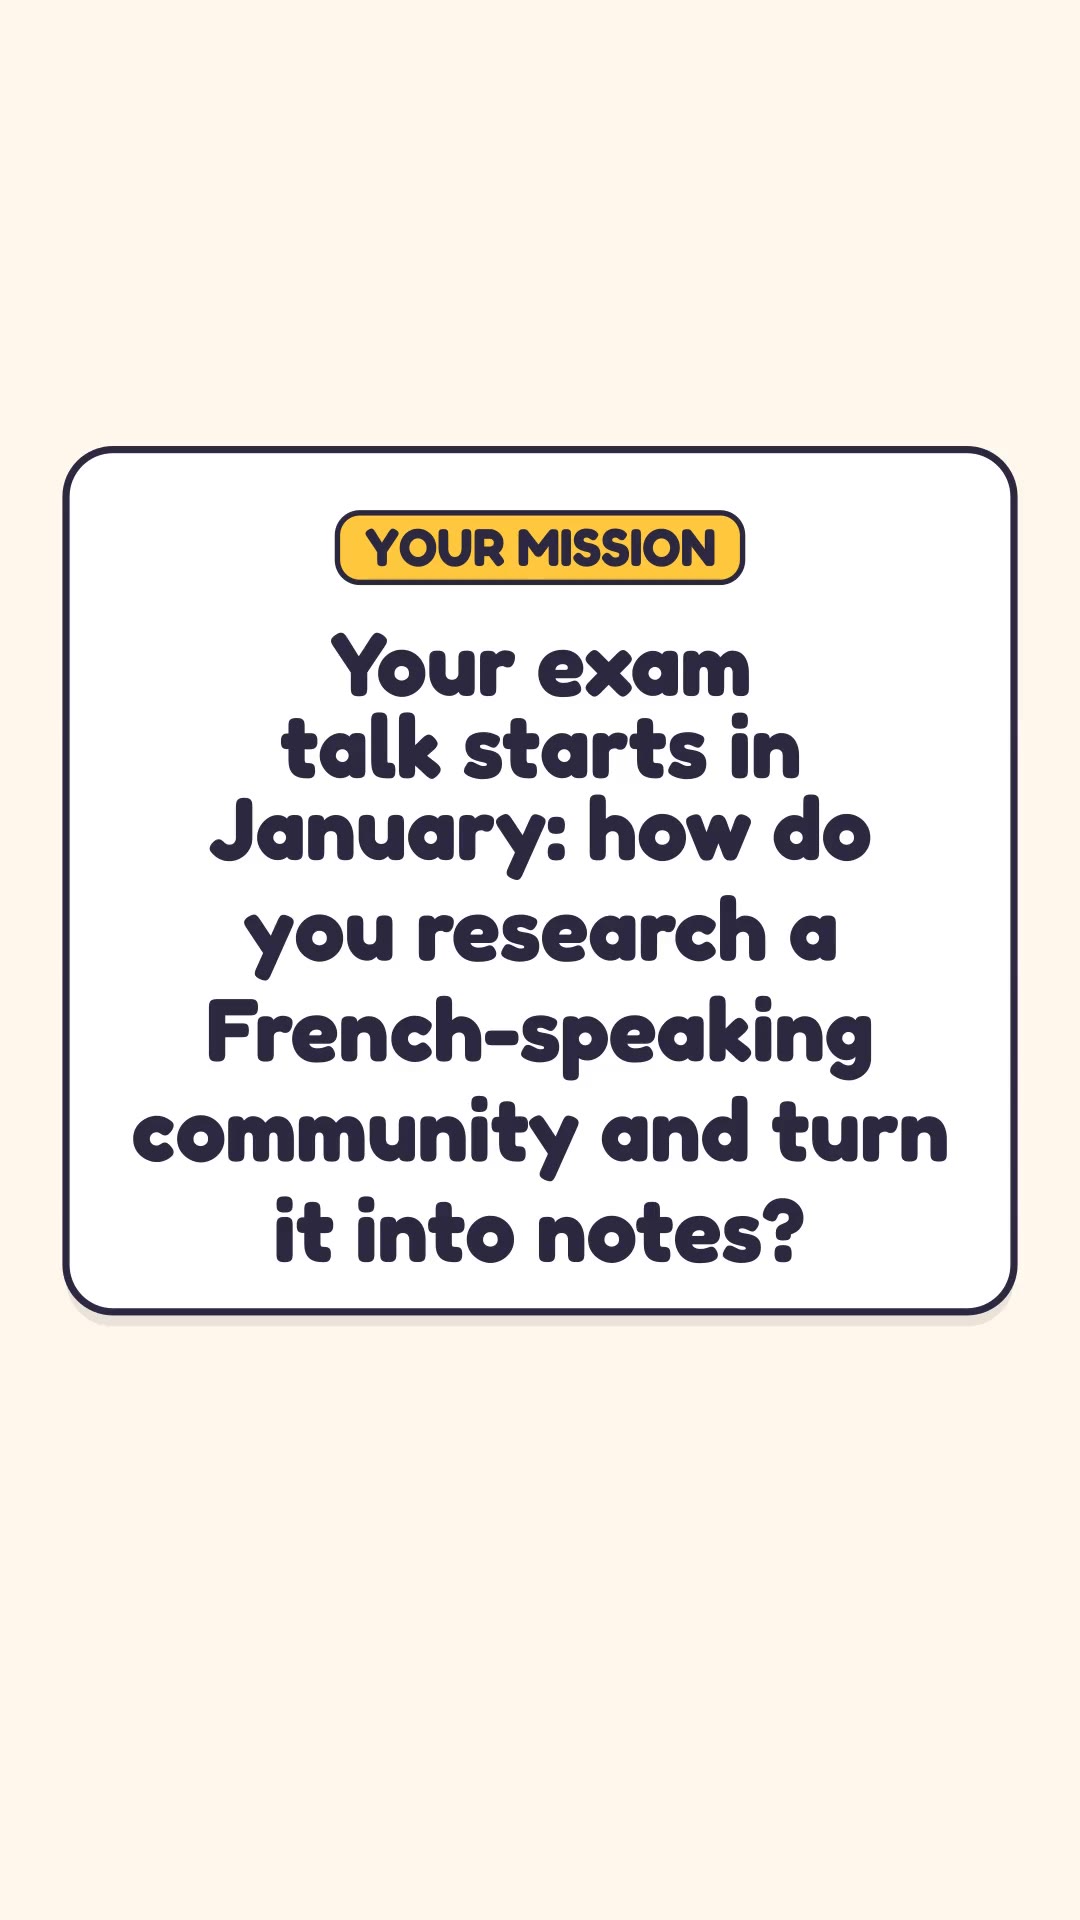 YOUR MISSION
Your exam
talk starts in
January: how do
you research a
French-speaking
community and turn
it into notes?